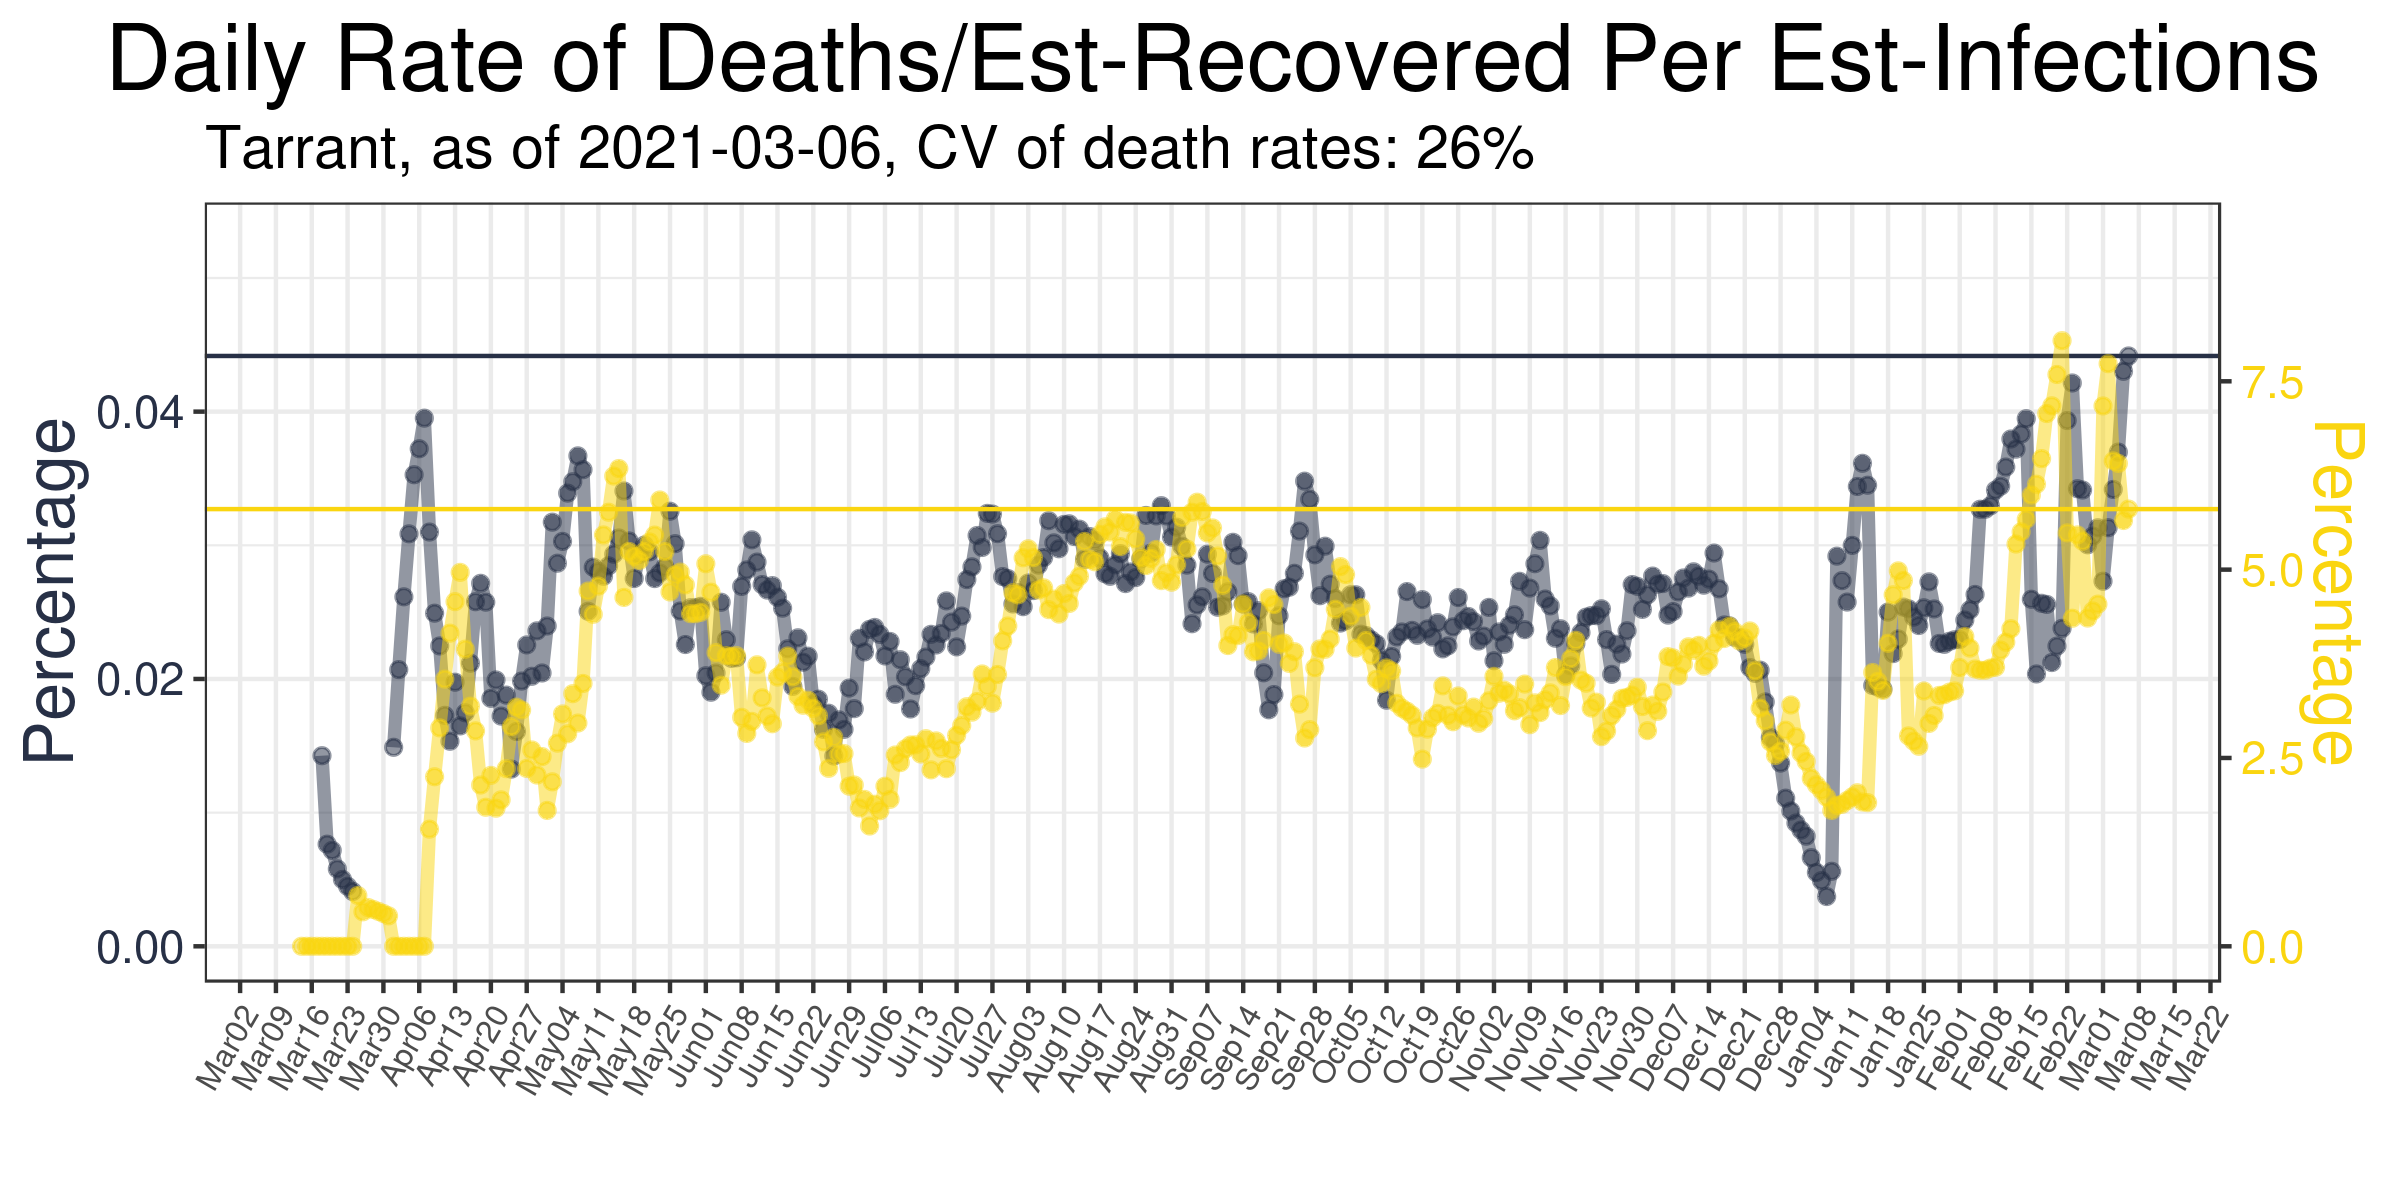 Daily Rate of Deaths/Est-Recovered Per Est-Infections
Tarrant, as of 2021-03-06, CV of death rates: 26%
Percentage
0.04
0.02
0.00
7.5
5.0
2.5
0.0
Percentage
Mar02
Mar09
Mar16
Mar23
Mar30
Apr06
Apr13
Apr20
Apr27
May04
May11
May18
May25
Jun01
Jun08
Jun15
Jun22
Jun29
Jul06
Jul13
Jul20
Jul27
Aug03
Aug10
Aug17
Aug24
Aug31
Sep07
Sep14
Sep21
Sep28
Oct05
Oct12
Oct19
Oct26
Nov02
Nov09
Nov16
Nov23
Nov30
Dec07
Dec14
Dec21
Dec28
Jan04
Jan11
Jan18
Jan25
Feb01
Feb08
Feb15
Feb22
Mar01
Mar08
Mar15
Mar22